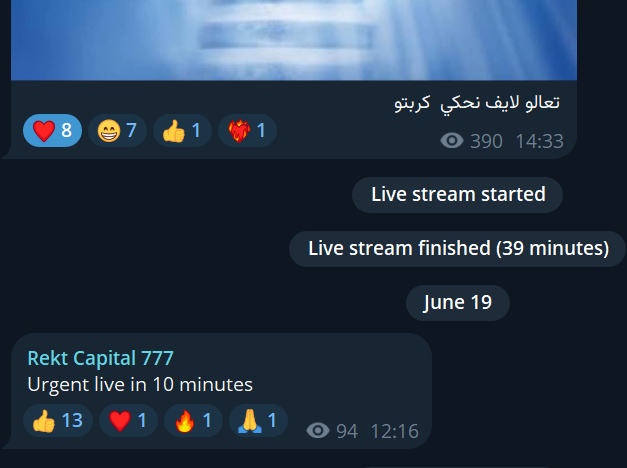 تعالو لايف نحكي كربتو
❤️ 8 😁 7 👍 1 ❤️‍🔥 1 390 14:33
Live stream started
Live stream finished (39 minutes)
June 19
Rekt Capital 777
Urgent live in 10 minutes
👍 13 ❤️ 1 🔥 1 🙏 1 94 12:16